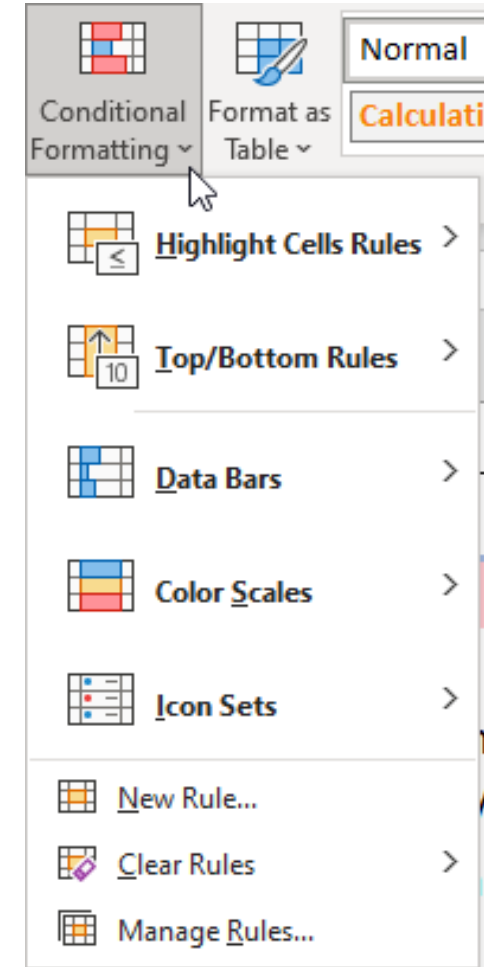 Conditional
Formatting
Format as
Table
Normal
Calculati
≤
Highlight Cells Rules
10
Top/Bottom Rules
Data Bars
Color Scales
Icon Sets
New Rule...
Clear Rules
Manage Rules...